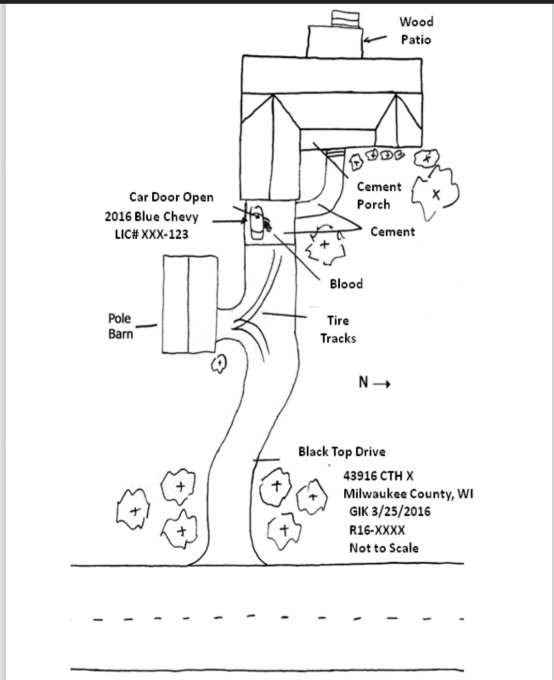 Wood
Patio
Cement
Porch
Car Door Open
2016 Blue Chevy
LIC# XXX-123
Cement
Blood
Pole
Barn
Tire
Tracks
N
Black Top Drive
43916 CTH X
Milwaukee County, WI
GIK 3/25/2016
R16-XXXX
Not to Scale